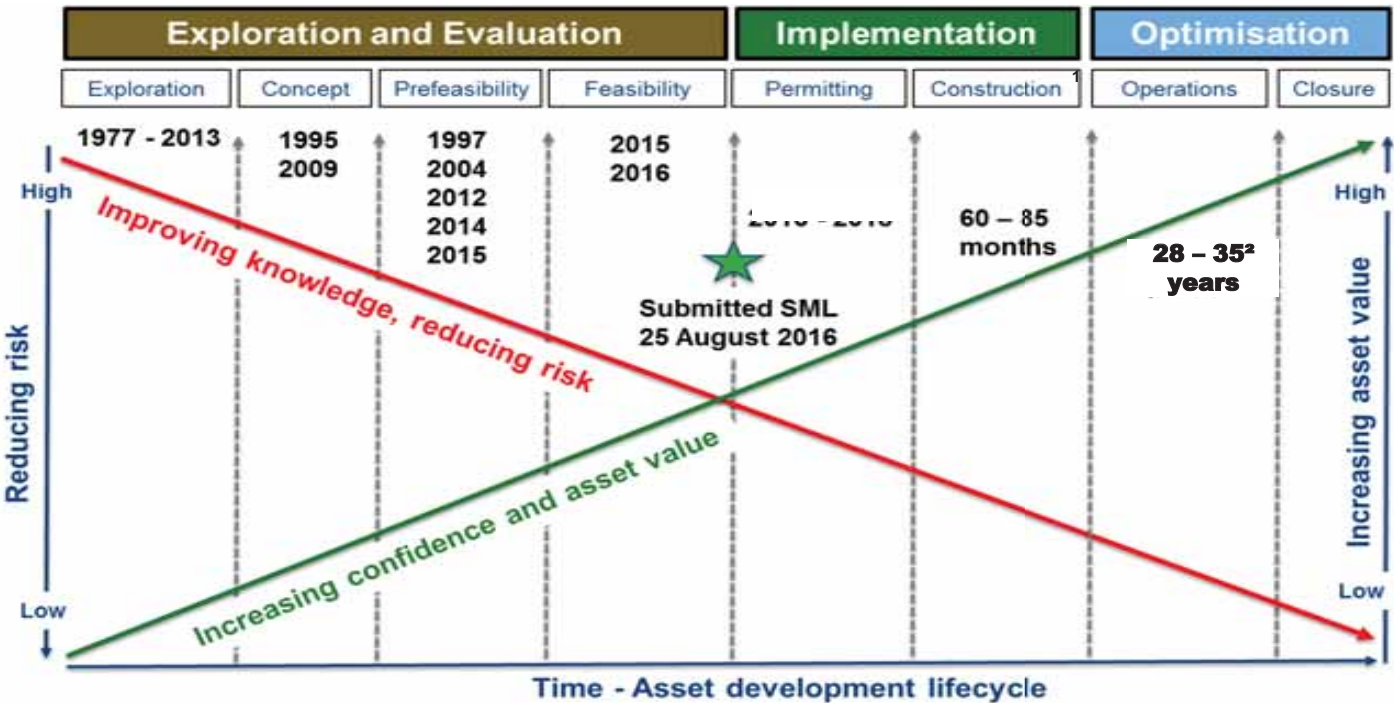 Exploration and Evaluation
Implementation
Optimisation
Exploration
Concept
Prefeasibility
Feasibility
Permitting
Construction
1
Operations
Closure
1977 - 2013
1995
2009
1997
2004
2012
2014
2015
2015
2016
60 – 85
months
28 – 35²
years
Submitted SML
25 August 2016
High
Low
Reducing risk
Improving knowledge, reducing risk
Increasing confidence and asset value
High
Low
Increasing asset value
Time - Asset development lifecycle